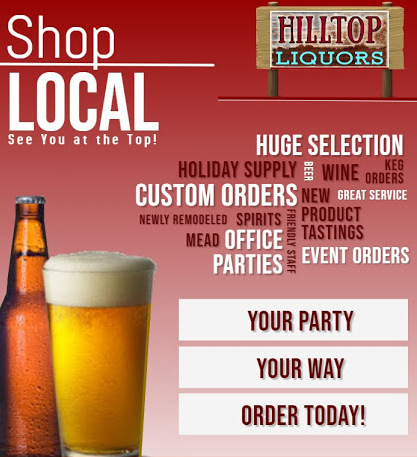 Shop
LOCAL
See You at the Top!
HILLTOP
LIQUORS
HUGE SELECTION
HOLIDAY SUPPLY
BEER
WINE
KEG
ORDERS
CUSTOM ORDERS
NEW
GREAT SERVICE
NEWLY REMODELED
SPIRITS
FRIENDLY STAFF
PRODUCT
TASTINGS
MEAD
OFFICE
PARTIES
EVENT ORDERS
YOUR PARTY
YOUR WAY
ORDER TODAY!